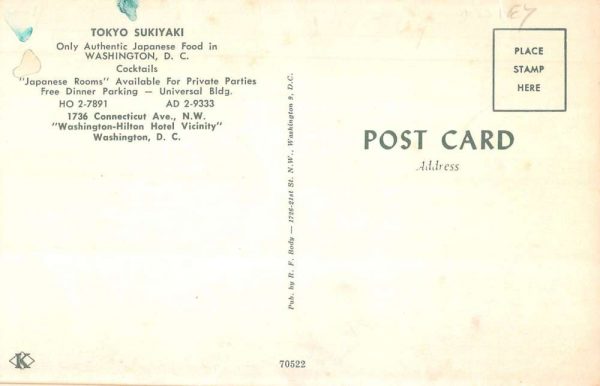 TOKYO SUKIYAKI
Only Authentic Japanese Food in
WASHINGTON, D. C.
Cocktails
"Japanese Rooms" Available For Private Parties
Free Dinner Parking — Universal Bldg.
HO 2-7891 AD 2-9333
1736 Connecticut Ave., N.W.
"Washington-Hilton Hotel Vicinity"
Washington, D. C.
Pub. by R. F. Body — 1726-21st St. N.W., Washington 9, D.C.
PLACE
STAMP
HERE
POST CARD
Address
K
70522